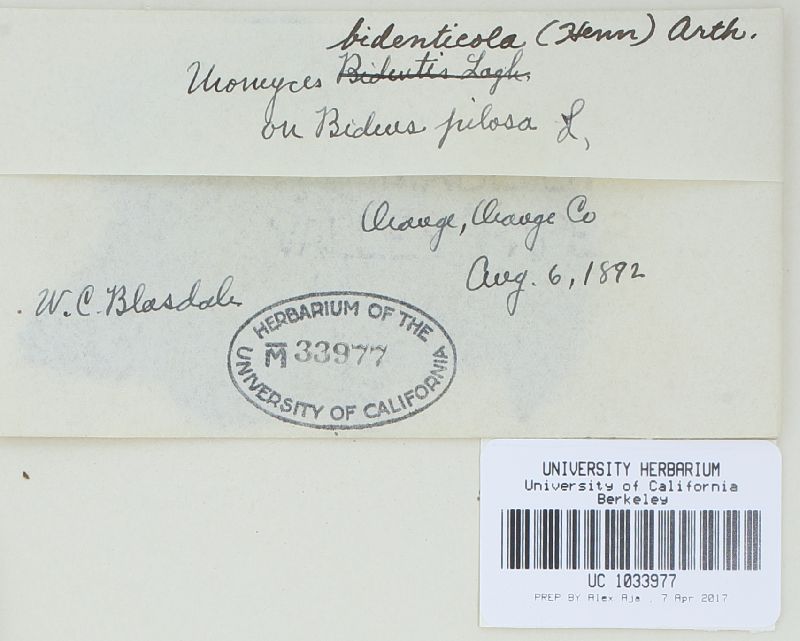 bidenticola (Henn) Arth.
Uromyces Bidentis Lagh.
on Bidens pilosa L,
Orange, Orange Co
Aug. 6, 1892
W. C. Blasdale
HERBARIUM OF THE
M 33977
UNIVERSITY OF CALIFORNIA
UNIVERSITY HERBARIUM
University of California
Berkeley
UC 1033977
PREP BY Alex Aja . 7 Apr 2017